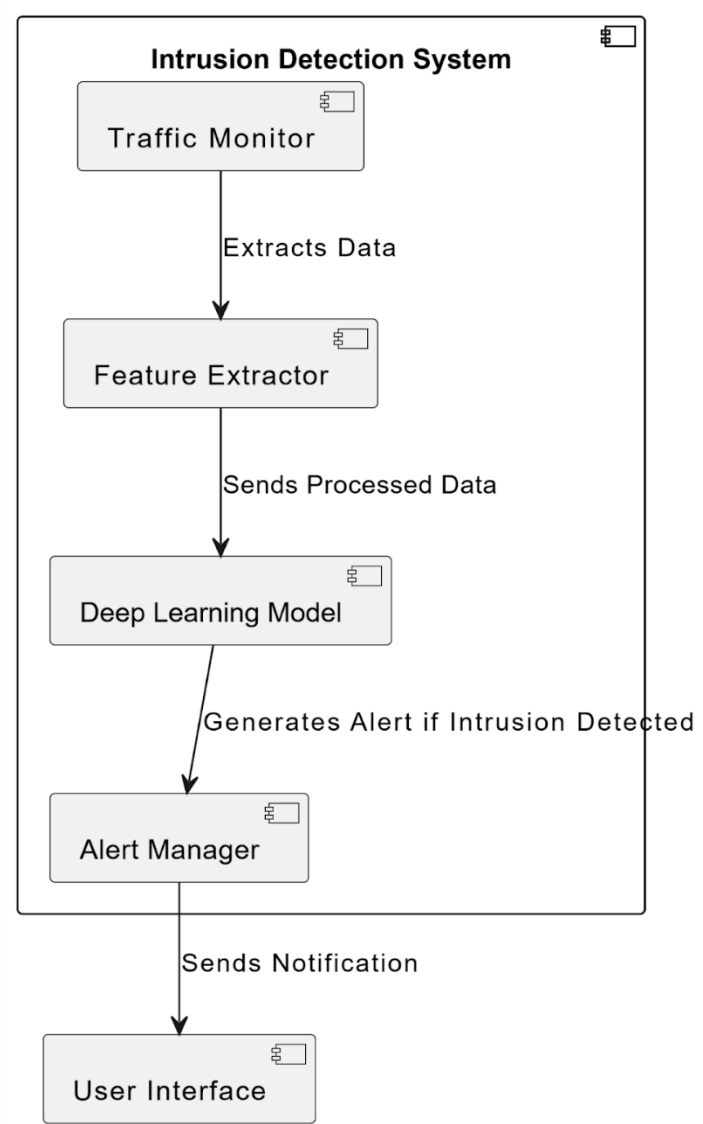 Intrusion Detection System
Traffic Monitor
Extracts Data
Feature Extractor
Sends Processed Data
Deep Learning Model
Generates Alert if Intrusion Detected
Alert Manager
Sends Notification
User Interface